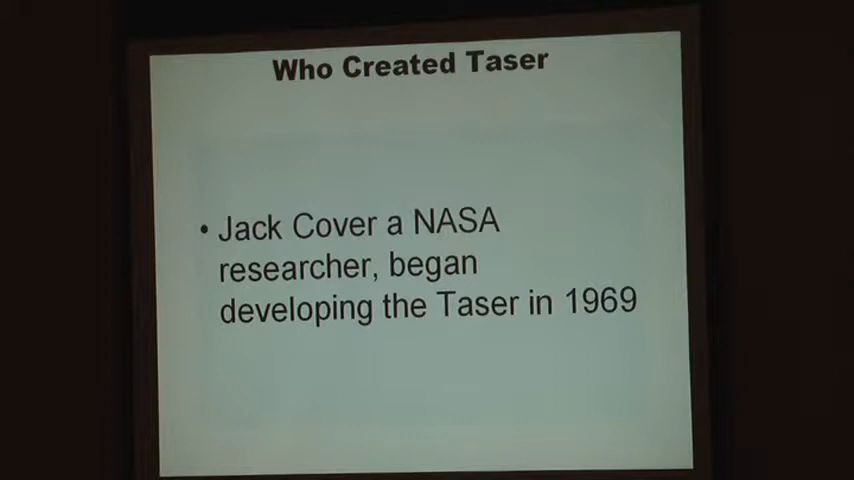 Who Created Taser
• Jack Cover a NASA
researcher, began
developing the Taser in 1969